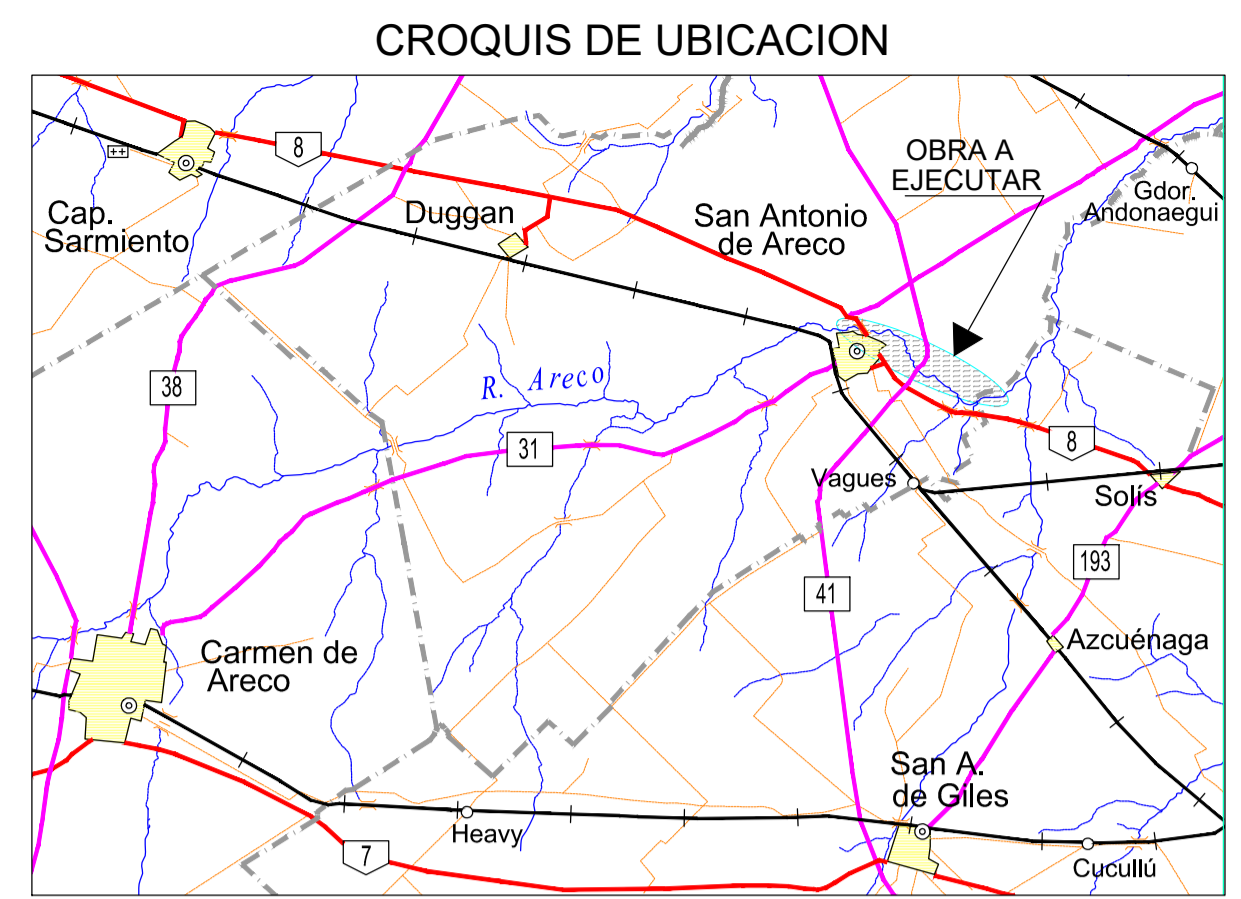 CROQUIS DE UBICACION
8
OBRA A
EJECUTAR
Gdor.
Andonaegui
Cap.
Sarmiento
Duggan
San Antonio
de Areco
38
R. Areco
31
8
Vagues
Solís
193
41
Azcuénaga
Carmen de
Areco
San A.
de Giles
Heavy
7
Cucullú